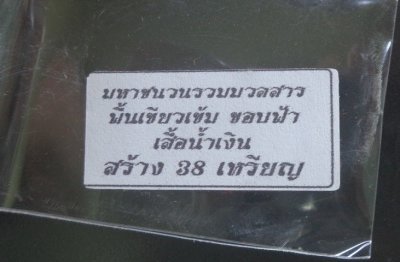 มหาชนวนรวบมวลสาร
พื้นเขียวเข้ม ขอบฟ้า
เสื้อน้ำเงิน
สร้าง 38 เหรียญ